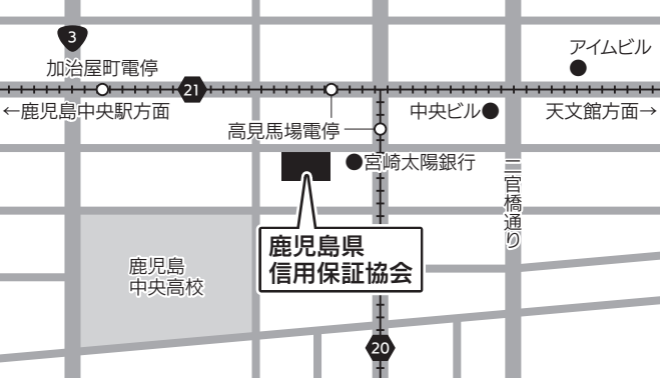 3
アイムビル
加治屋町電停
21
←鹿児島中央駅方面
中央ビル
天文館方面→
高見馬場電停
宮崎太陽銀行
二官橋通り
鹿児島県
信用保証協会
鹿児島
中央高校
20